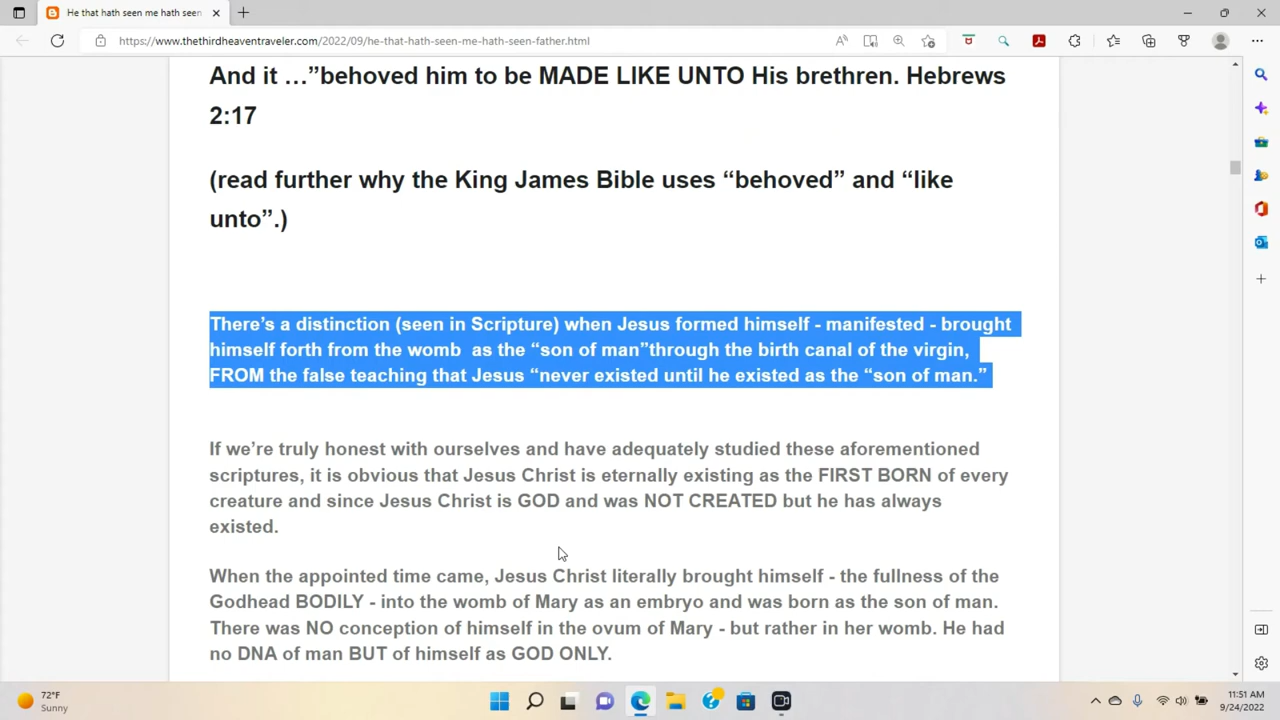 He that hath seen me hath seen
https://www.thethirdheaventraveler.com/2022/09/he-that-hath-seen-me-hath-seen-father.html
And it …”behoved him to be MADE LIKE UNTO His brethren. Hebrews
2:17
(read further why the King James Bible uses “behoved” and “like
unto”.)
There’s a distinction (seen in Scripture) when Jesus formed himself - manifested - brought
himself forth from the womb  as the “son of man”through the birth canal of the virgin,
FROM the false teaching that Jesus “never existed until he existed as the “son of man.”
If we’re truly honest with ourselves and have adequately studied these aforementioned
scriptures, it is obvious that Jesus Christ is eternally existing as the FIRST BORN of every
creature and since Jesus Christ is GOD and was NOT CREATED but he has always
existed.
When the appointed time came, Jesus Christ literally brought himself - the fullness of the
Godhead BODILY - into the womb of Mary as an embryo and was born as the son of man.
There was NO conception of himself in the ovum of Mary - but rather in her womb. He had
no DNA of man BUT of himself as GOD ONLY.
72°F
Sunny
11:51 AM
9/24/2022